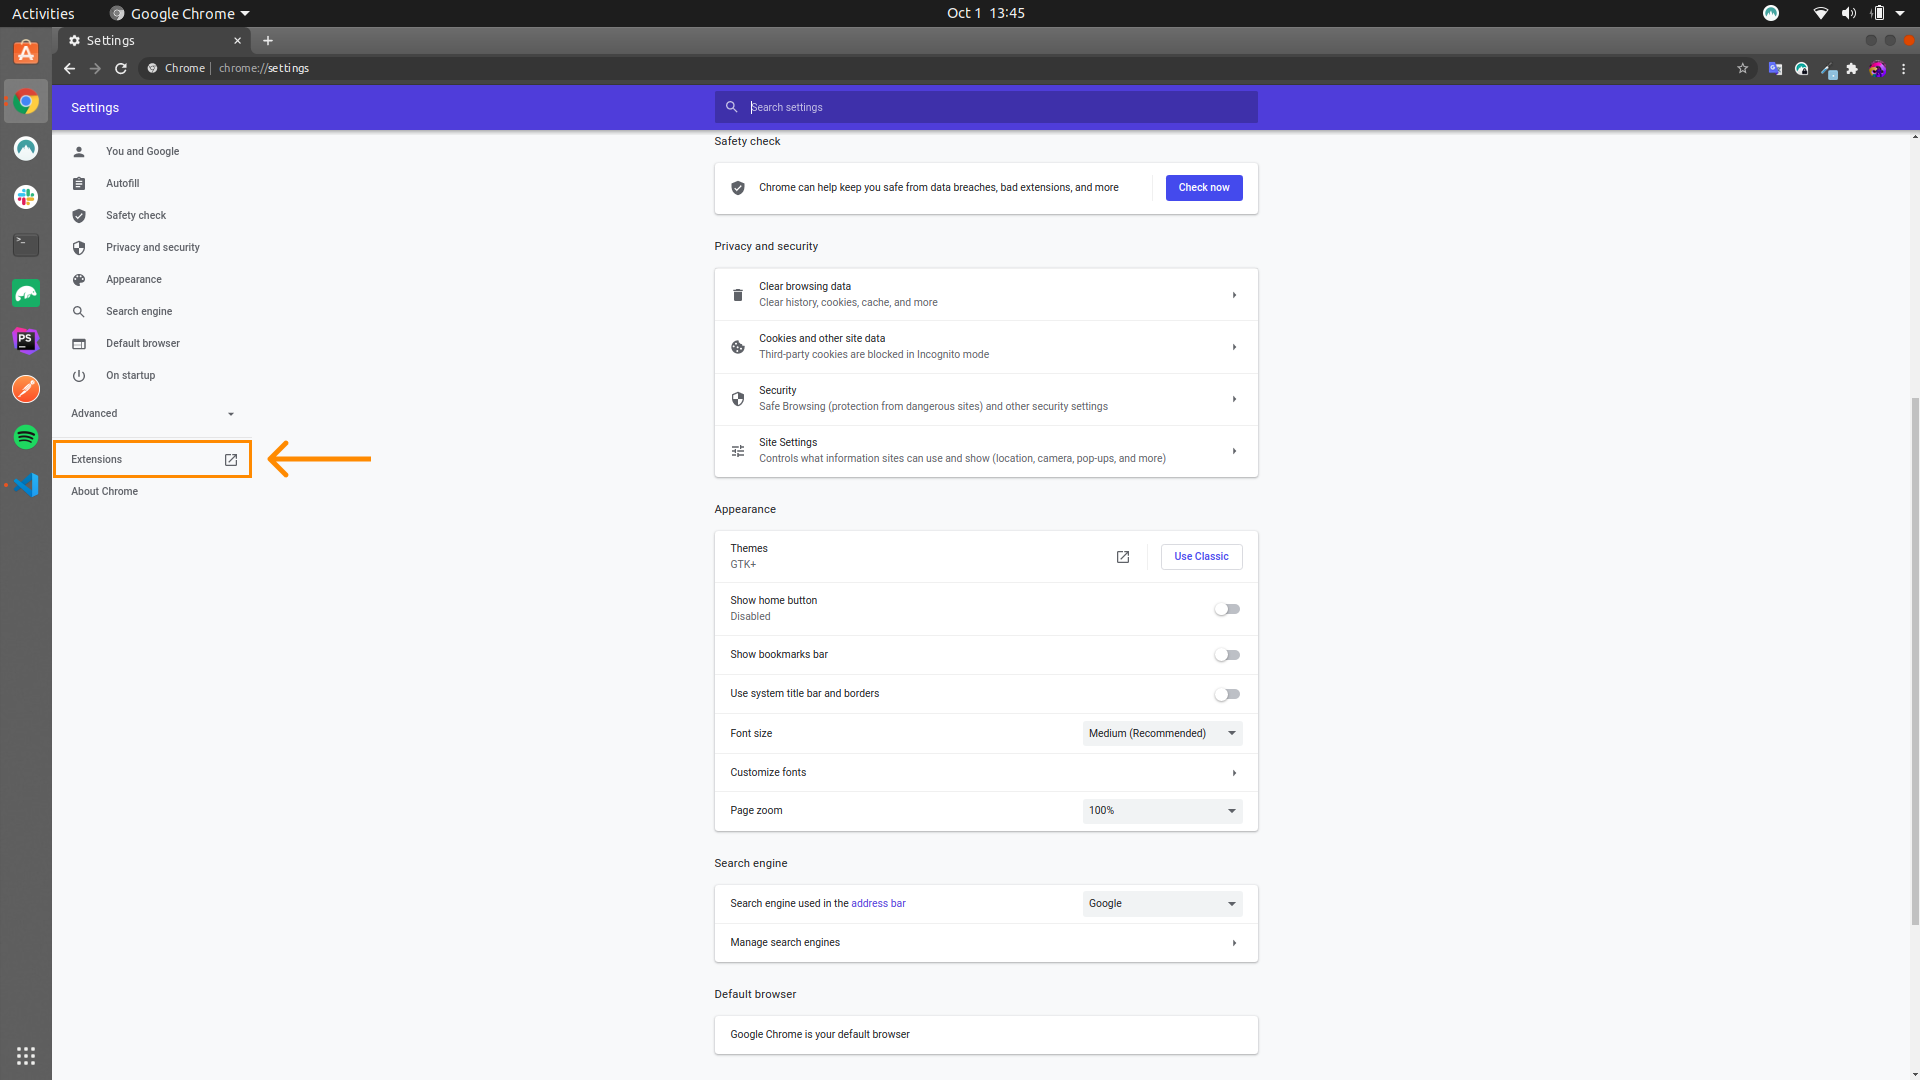 Activities
Google Chrome
Oct 1 13:45
Settings
Chrome
chrome://settings
Settings
Search settings
You and Google
Autofill
Safety check
Privacy and security
Appearance
Search engine
Default browser
On startup
Advanced
Extensions
About Chrome
Safety check
Chrome can help keep you safe from data breaches, bad extensions, and more
Check now
Privacy and security
Clear browsing data
Clear history, cookies, cache, and more
Cookies and other site data
Third-party cookies are blocked in Incognito mode
Security
Safe Browsing (protection from dangerous sites) and other security settings
Site Settings
Controls what information sites can use and show (location, camera, pop-ups, and more)
Appearance
Themes
GTK+
Use Classic
Show home button
Disabled
Show bookmarks bar
Use system title bar and borders
Font size
Medium (Recommended)
Customize fonts
Page zoom
100%
Search engine
Search engine used in the address bar
Google
Manage search engines
Default browser
Google Chrome is your default browser
PS